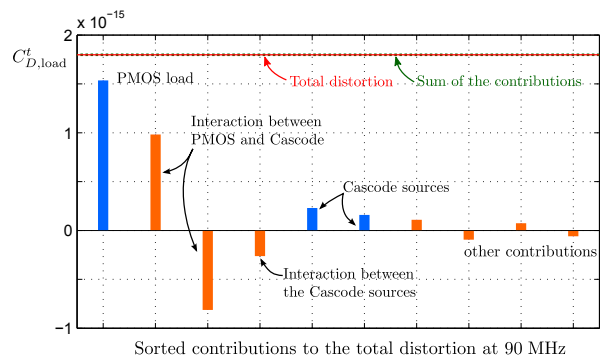 x 10⁻¹⁵
2
Cᵗ_D,load
PMOS load
Total distortion
Sum of the contributions
1
Interaction between
PMOS and Cascode
Cascode sources
0
other contributions
Interaction between
the Cascode sources
−1
Sorted contributions to the total distortion at 90 MHz